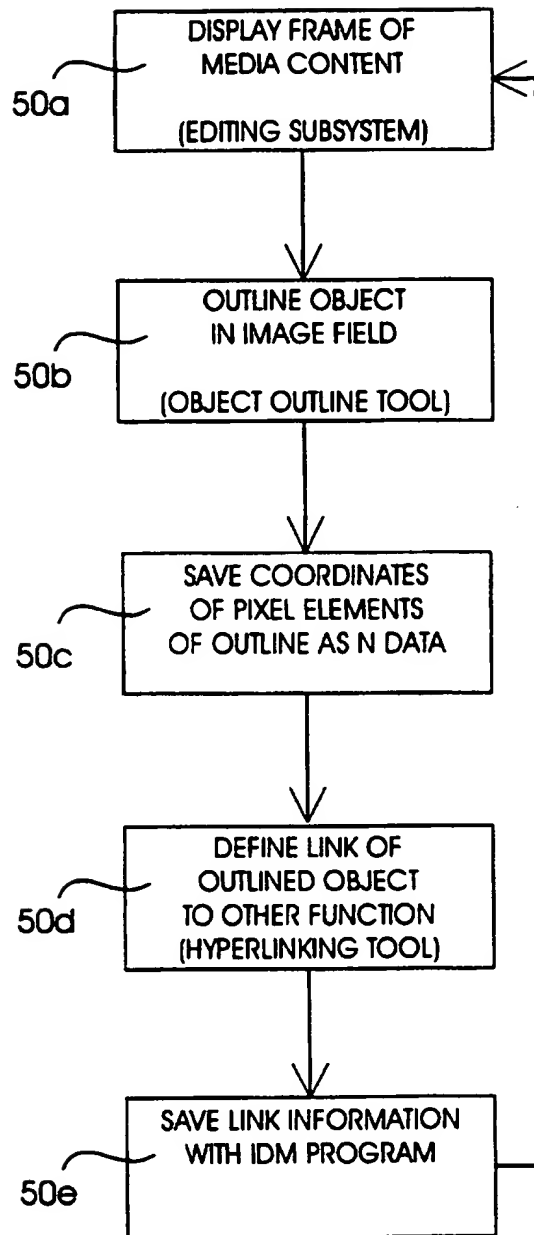 DISPLAY FRAME OF
MEDIA CONTENT
(EDITING SUBSYSTEM)
50a
OUTLINE OBJECT
IN IMAGE FIELD
(OBJECT OUTLINE TOOL)
50b
SAVE COORDINATES
OF PIXEL ELEMENTS
OF OUTLINE AS N DATA
50c
DEFINE LINK OF
OUTLINED OBJECT
TO OTHER FUNCTION
(HYPERLINKING TOOL)
50d
SAVE LINK INFORMATION
WITH IDM PROGRAM
50e